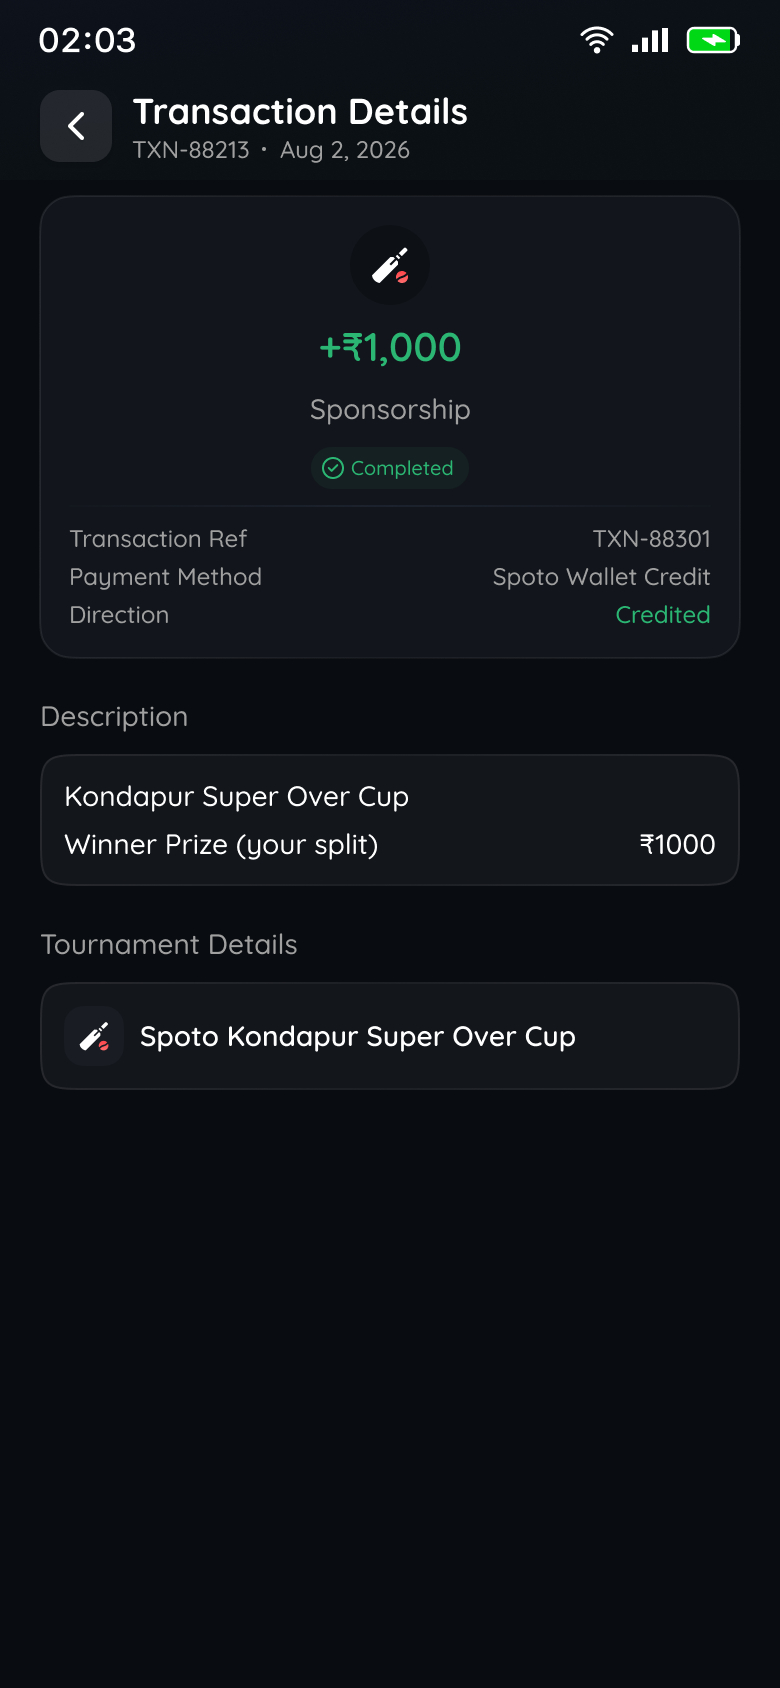 02:03
Transaction Details
TXN-88213 • Aug 2, 2026
+₹1,000
Sponsorship
Completed
Transaction Ref TXN-88301
Payment Method Spoto Wallet Credit
Direction Credited
Description
Kondapur Super Over Cup
Winner Prize (your split) ₹1000
Tournament Details
Spoto Kondapur Super Over Cup